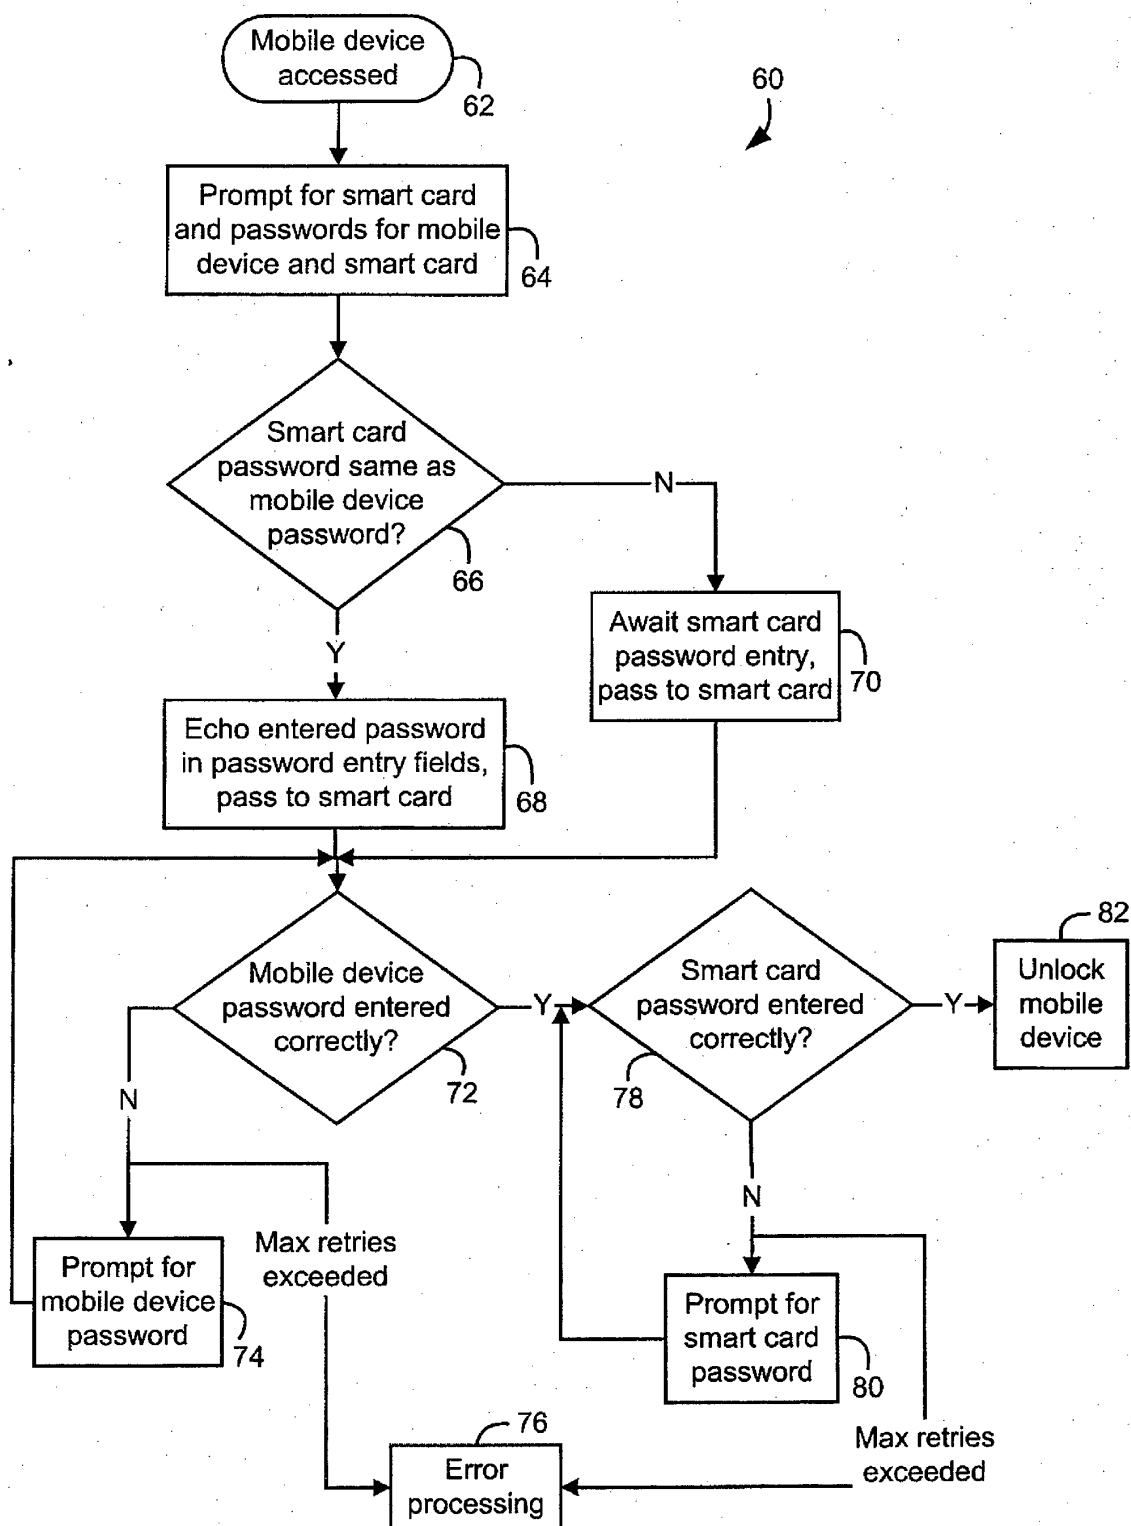 Mobile device
accessed
62
60
Prompt for smart card
and passwords for mobile
device and smart card
64
Smart card
password same as
mobile device
password?
66
N
Y
Await smart card
password entry,
pass to smart card
70
Echo entered password
in password entry fields,
pass to smart card
68
Mobile device
password entered
correctly?
72
Y
N
Smart card
password entered
correctly?
78
Y
N
82
Unlock
mobile
device
Prompt for
mobile device
password
74
Max retries
exceeded
Prompt for
smart card
password
80
Max retries
exceeded
76
Error
processing